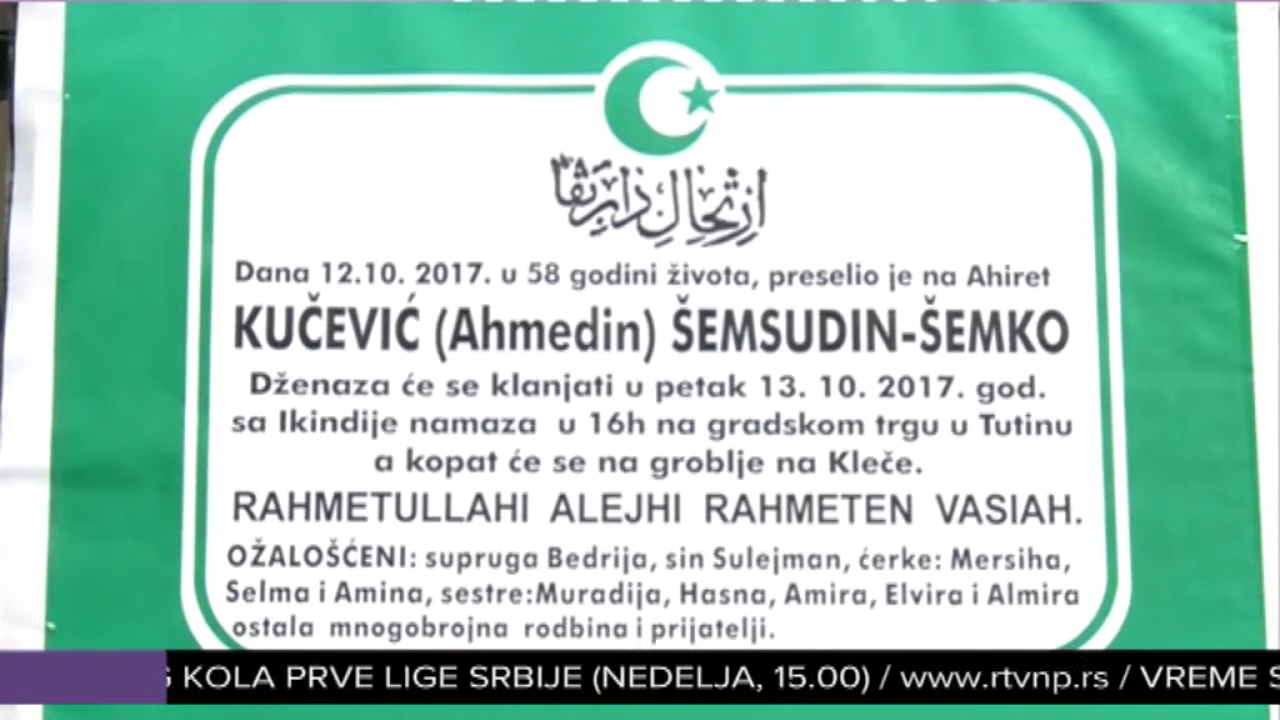 ارتحال دار بقا
Dana 12.10. 2017. u 58 godini života, preselio je na Ahiret
KUČEVIĆ (Ahmedin) ŠEMSUDIN-ŠEMKO
Dženaza će se klanjati u petak 13. 10. 2017. god.
sa Ikindije namaza u 16h na gradskom trgu u Tutinu
a kopat će se na groblje na Kleče.
RAHMETULLAHI ALEJHI RAHMETEN VASIAH.
OŽALOŠĆENI: supruga Bedrija, sin Sulejman, ćerke: Mersiha,
Selma i Amina, sestre:Muradija, Hasna, Amira, Elvira i Almira
ostala mnogobrojna rodbina i prijatelji.
KOLA PRVE LIGE SRBIJE (NEDELJA, 15.00) / www.rtvnp.rs / VREME